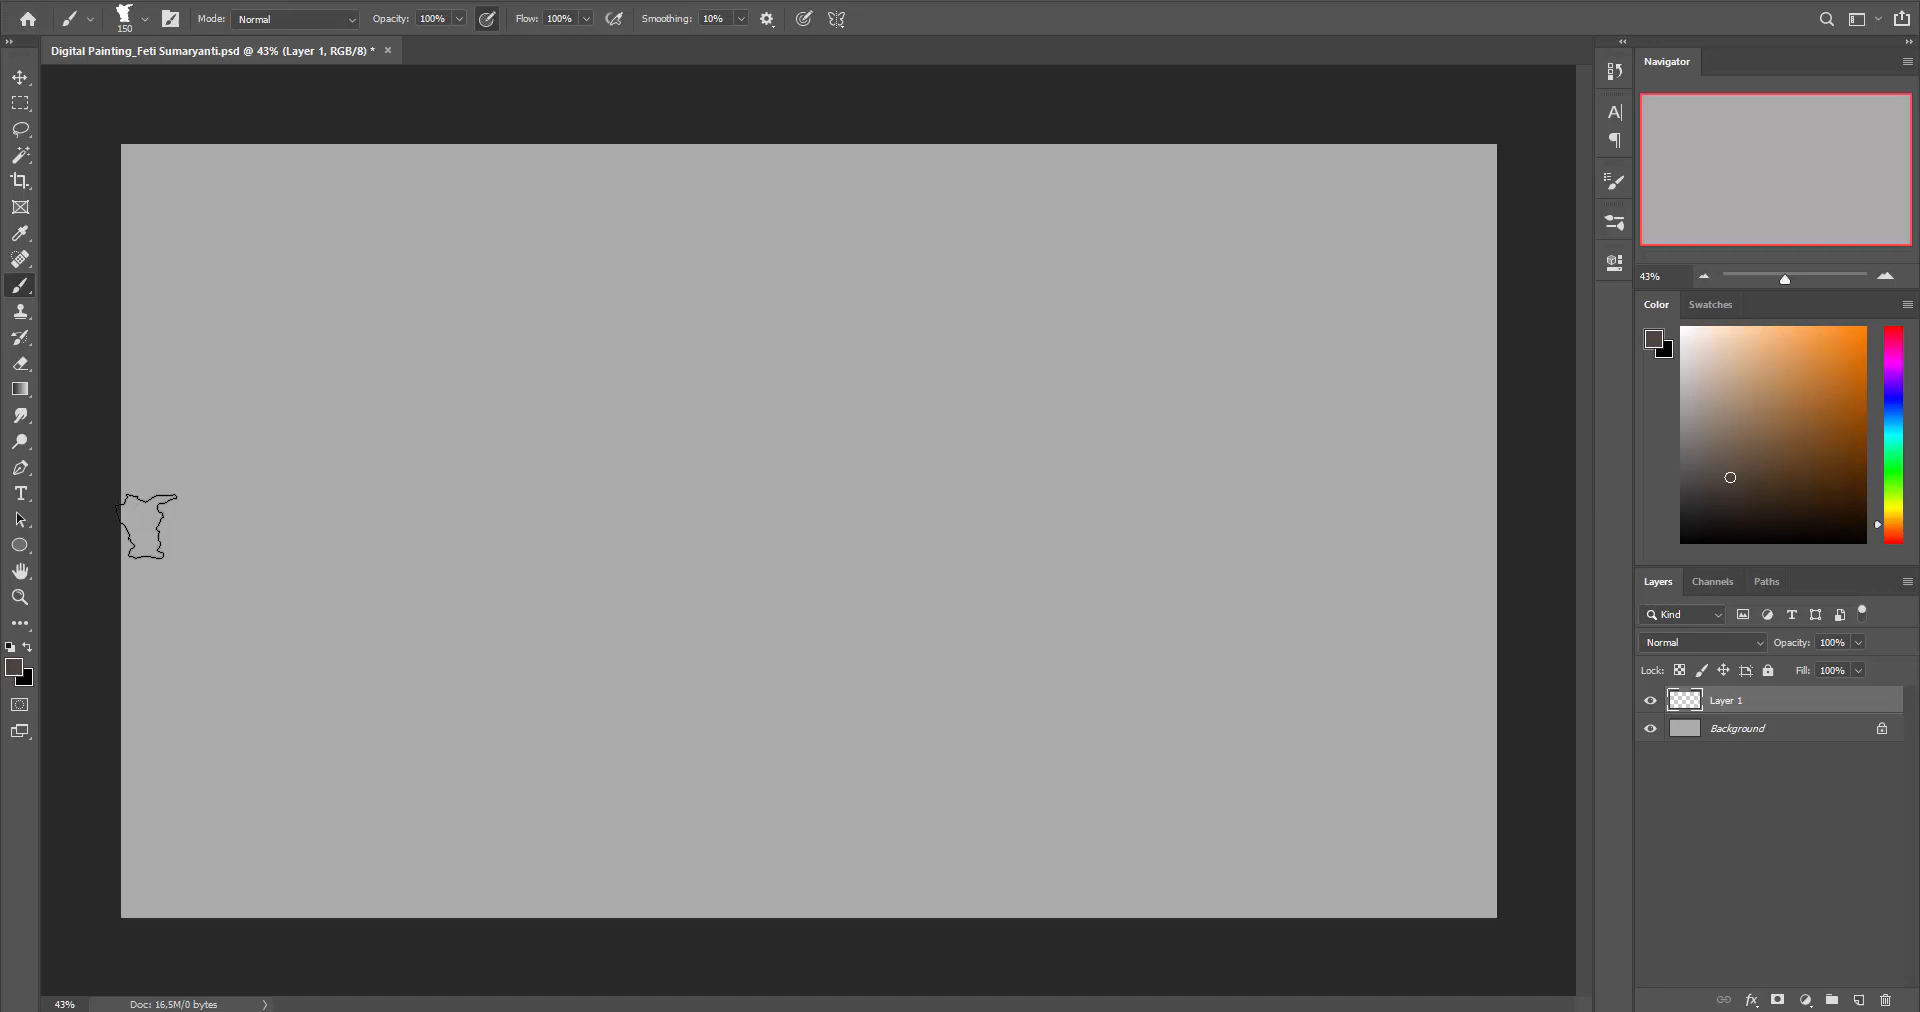 150
Mode: Normal
Opacity: 100%
Flow: 100%
Smoothing: 10%
Digital Painting_Feti Sumaryanti.psd @ 43% (Layer 1, RGB/8) *
Navigator
43%
Color
Swatches
Layers
Channels
Paths
Kind
Normal
Opacity: 100%
Lock:
Fill: 100%
Layer 1
Background
43%
Doc: 16,5M/0 bytes